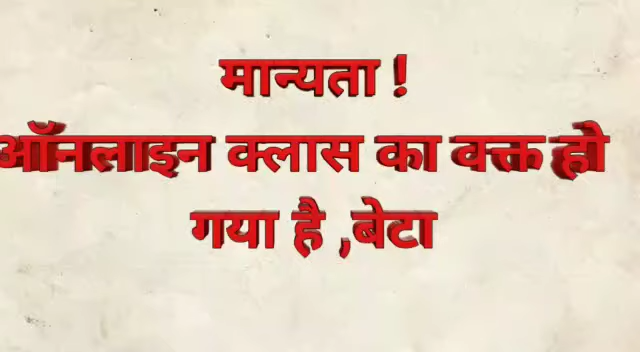 मान्यता !
ऑनलाइन क्लास का वक्त हो
गया है ,बेटा